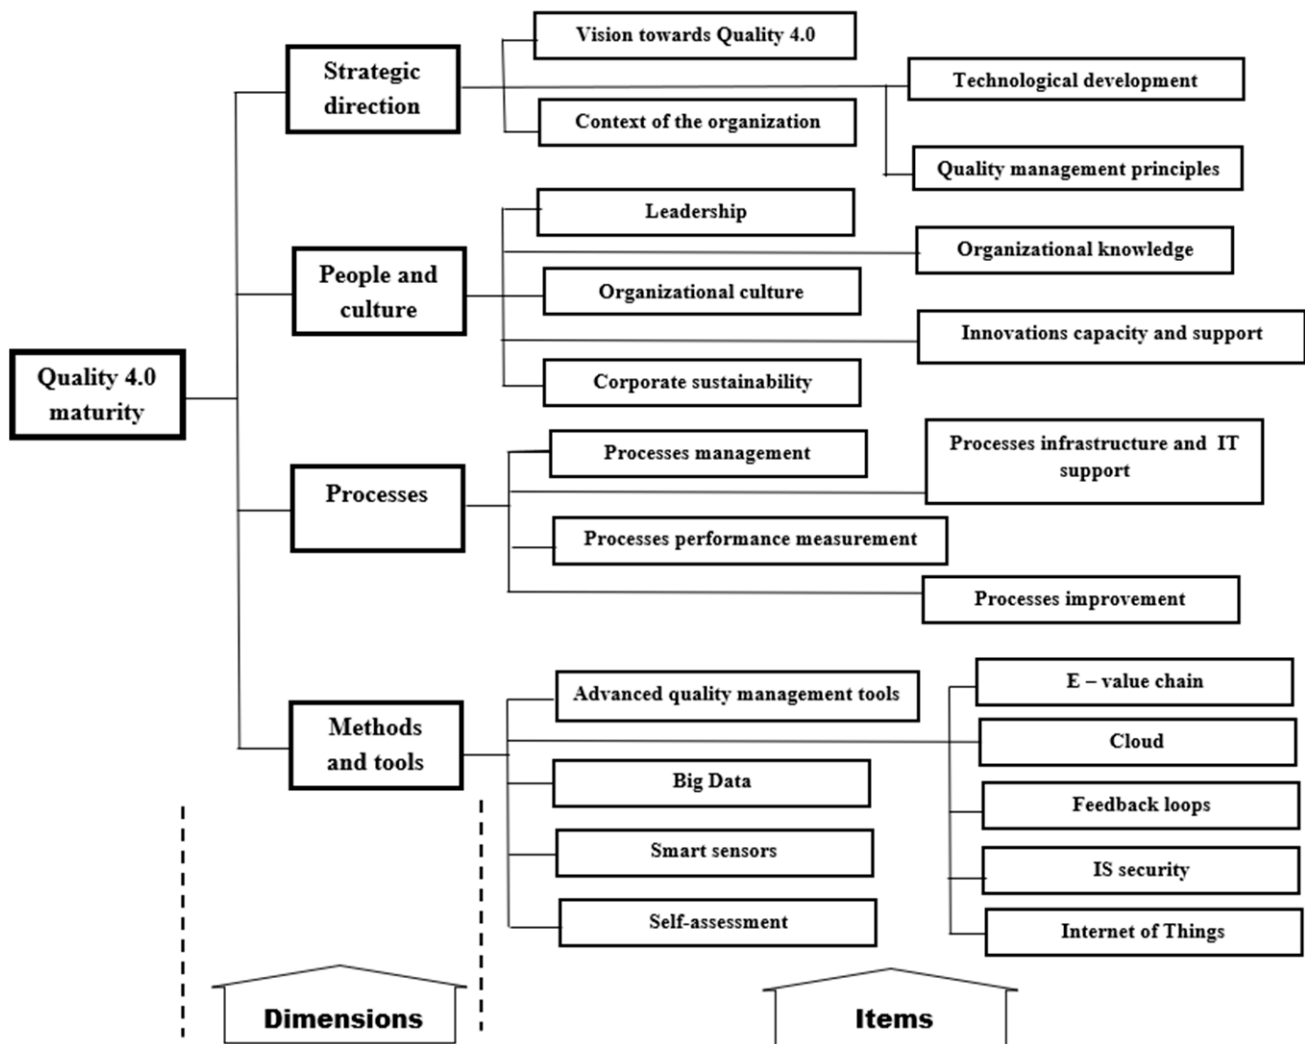 Quality 4.0
maturity
Strategic
direction
Vision towards Quality 4.0
Context of the organization
Technological development
Quality management principles
People and
culture
Leadership
Organizational knowledge
Organizational culture
Innovations capacity and support
Corporate sustainability
Processes
Processes management
Processes infrastructure and IT
support
Processes performance measurement
Processes improvement
Methods
and tools
Advanced quality management tools
Big Data
Smart sensors
Self-assessment
E – value chain
Cloud
Feedback loops
IS security
Internet of Things
Dimensions
Items